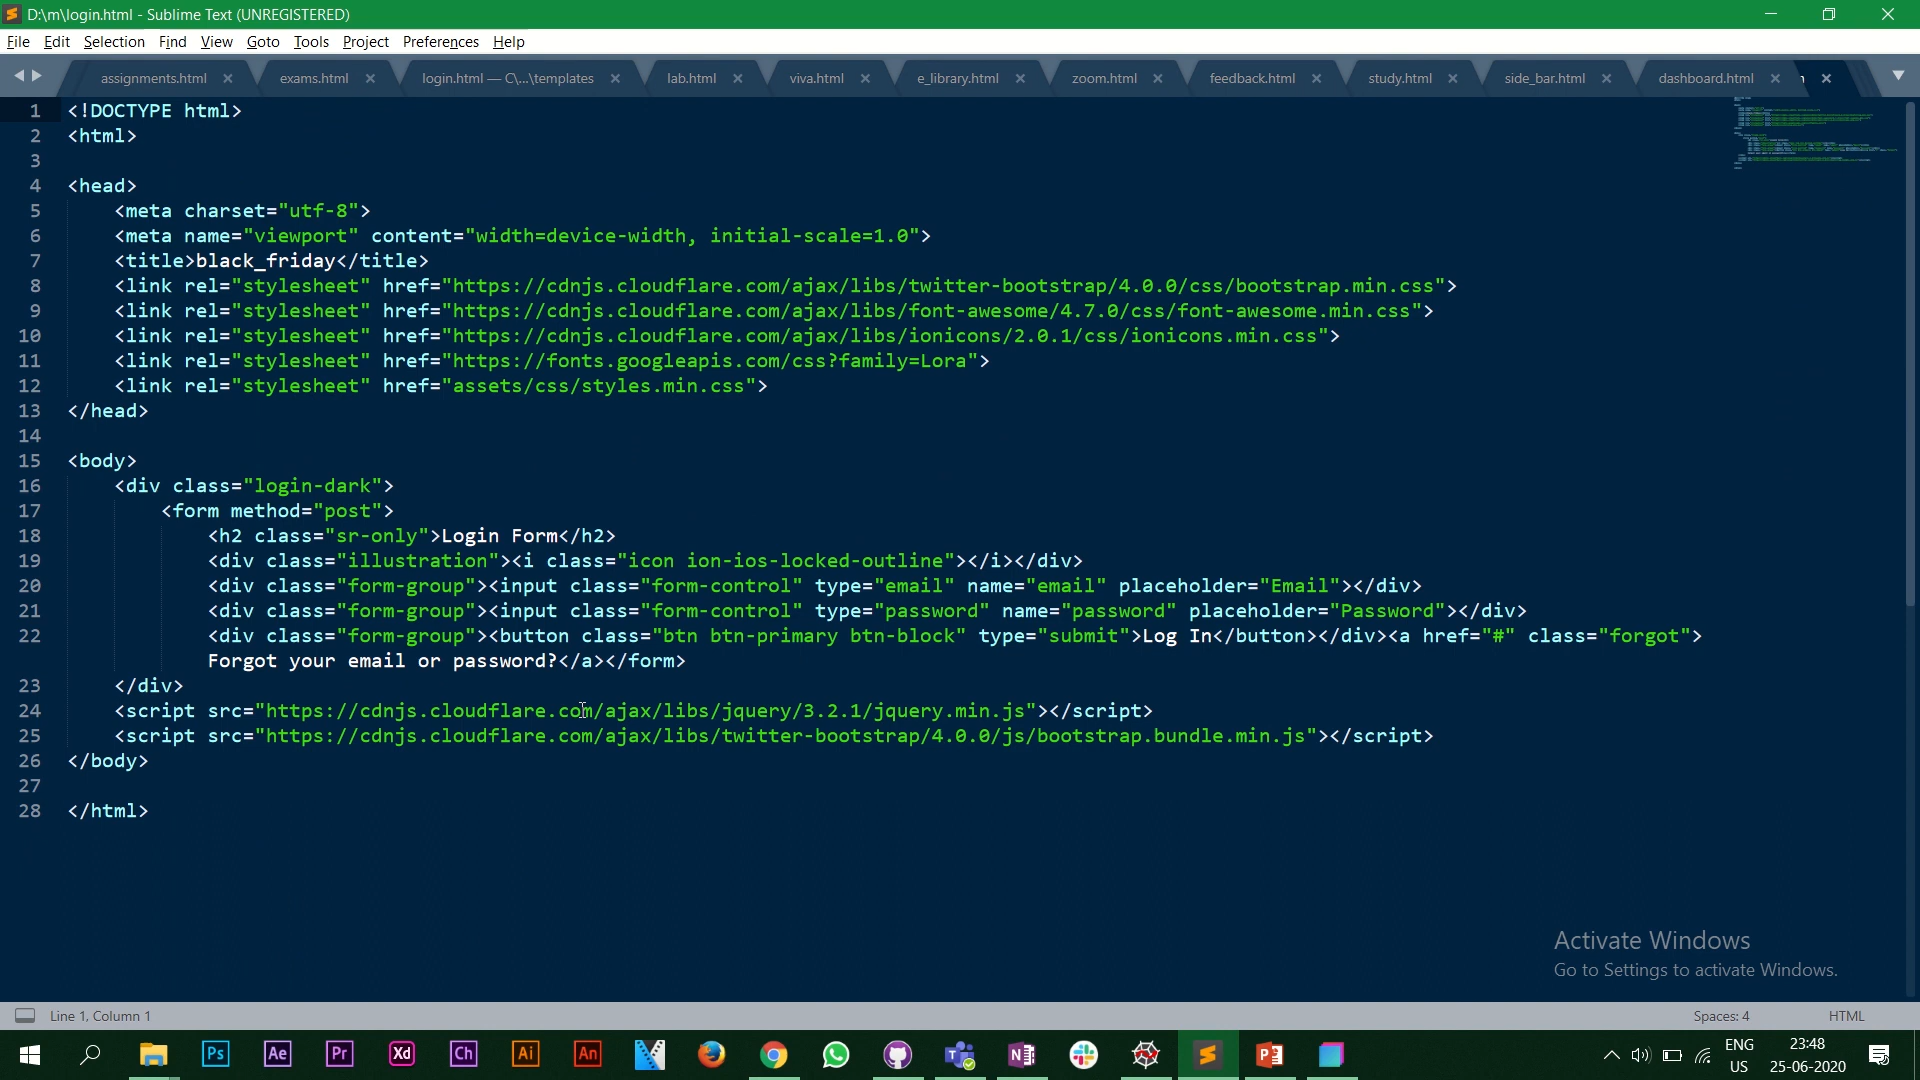 D:\m\login.html - Sublime Text (UNREGISTERED)
File Edit Selection Find View Goto Tools Project Preferences Help
assignments.html exams.html login.html — C\...\templates lab.html viva.html e_library.html zoom.html feedback.html study.html side_bar.html dashboard.html
1 <!DOCTYPE html>
2 <html>
3
4 <head>
5 <meta charset="utf-8">
6 <meta name="viewport" content="width=device-width, initial-scale=1.0">
7 <title>black_friday</title>
8 <link rel="stylesheet" href="https://cdnjs.cloudflare.com/ajax/libs/twitter-bootstrap/4.0.0/css/bootstrap.min.css">
9 <link rel="stylesheet" href="https://cdnjs.cloudflare.com/ajax/libs/font-awesome/4.7.0/css/font-awesome.min.css">
10 <link rel="stylesheet" href="https://cdnjs.cloudflare.com/ajax/libs/ionicons/2.0.1/css/ionicons.min.css">
11 <link rel="stylesheet" href="https://fonts.googleapis.com/css?family=Lora">
12 <link rel="stylesheet" href="assets/css/styles.min.css">
13 </head>
14
15 <body>
16 <div class="login-dark">
17 <form method="post">
18 <h2 class="sr-only">Login Form</h2>
19 <div class="illustration"><i class="icon ion-ios-locked-outline"></i></div>
20 <div class="form-group"><input class="form-control" type="email" name="email" placeholder="Email"></div>
21 <div class="form-group"><input class="form-control" type="password" name="password" placeholder="Password"></div>
22 <div class="form-group"><button class="btn btn-primary btn-block" type="submit">Log In</button></div><a href="#" class="forgot">
Forgot your email or password?</a></form>
23 </div>
24 <script src="https://cdnjs.cloudflare.com/ajax/libs/jquery/3.2.1/jquery.min.js"></script>
25 <script src="https://cdnjs.cloudflare.com/ajax/libs/twitter-bootstrap/4.0.0/js/bootstrap.bundle.min.js"></script>
26 </body>
27
28 </html>
Activate Windows
Go to Settings to activate Windows.
Line 1, Column 1 Spaces: 4 HTML
Ps Ae Pr Xd Ch Ai An
ENG
US
23:48
25-06-2020